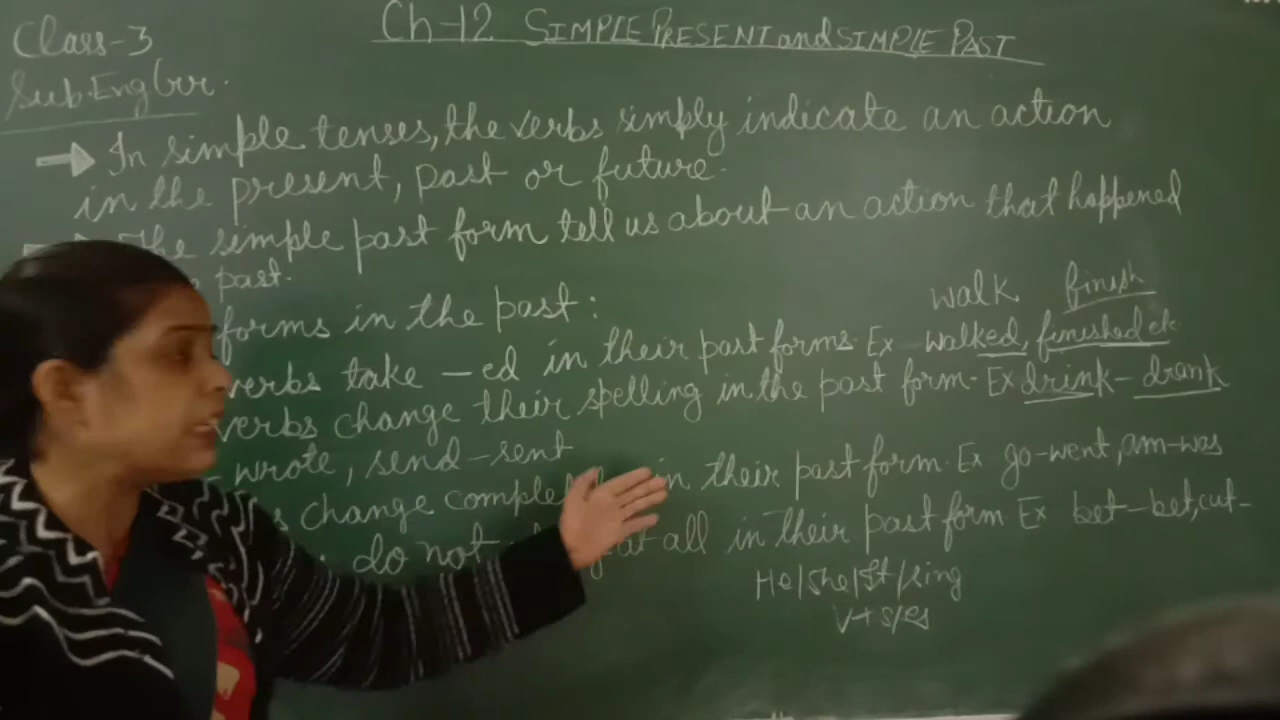 Class-3
Sub. Eng Gr.
Ch-12 SIMPLE PRESENT and SIMPLE PAST
→ In simple tenses, the verbs simply indicate an action
in the present, past or future.
The simple past form tell us about an action that happened
past.
forms in the past:
walk finish
verbs take -ed in their past forms. Ex walked, finished etc
verbs change their spelling in the past form. Ex drink - drank
- wrote, send-sent
change in their past form. Ex go-went, am-was
do not at all in their past form Ex bet-bet, cut-
He/She/It/Sing
V+s/es